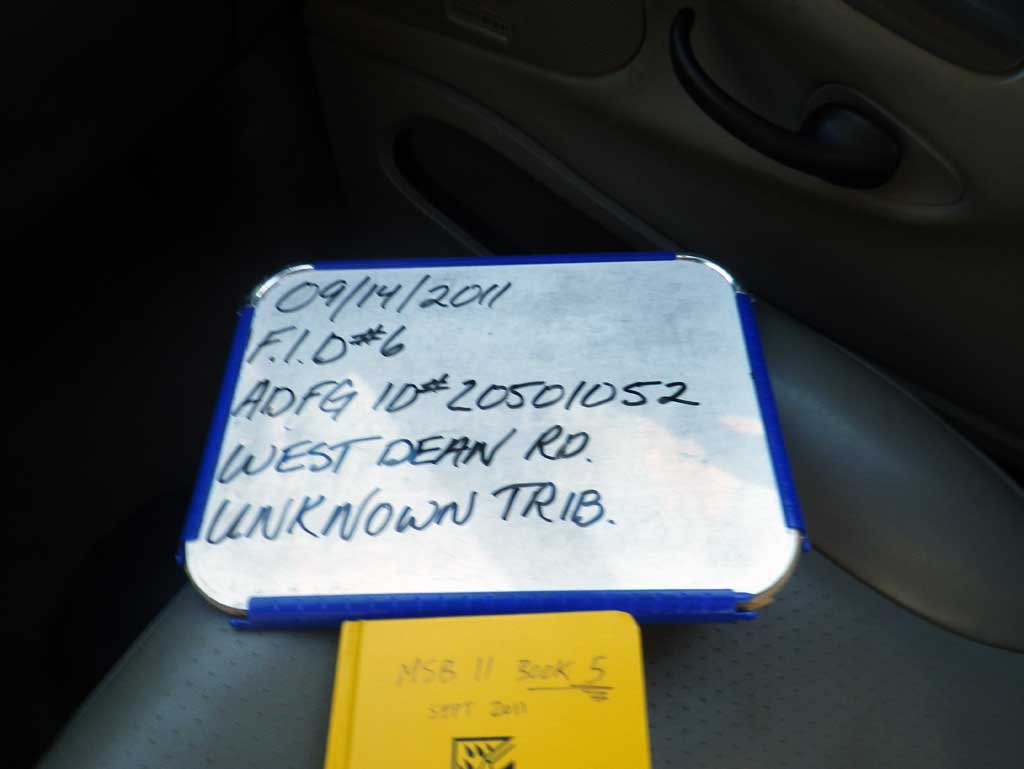 09/14/2011
F.I.D#6
ADFG ID# 20501052
WEST DEAN RD.
UNKNOWN TRIB.
MSB 11 BOOK 5
SEPT 2011